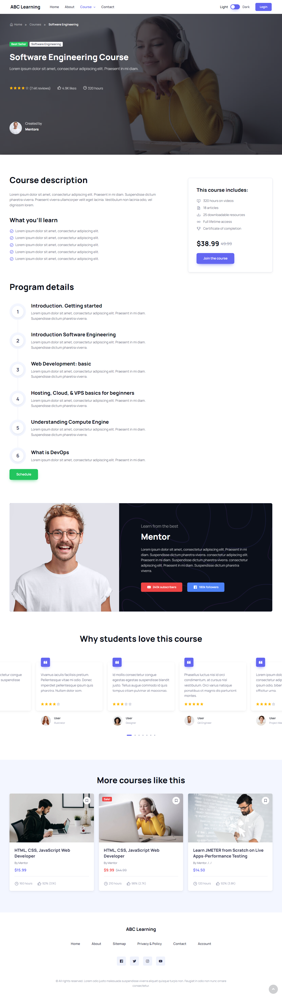 ABC Learning
Home
About
Course
Contact
Light
Dark
Login
Home » Courses » Software Engineering
Best Seller
Software Engineering
Software Engineering Course
Lorem ipsum dolor sit amet, consectetur adipiscing elit. Praesent in mi diam.
(7.4K reviews)
4.9K likes
320 hours
Created by
Mentors
Course description
Lorem ipsum dolor sit amet, consectetur adipiscing elit. Praesent in mi diam. Suspendisse dictum
pharetra viverra. Praesent viverra ullamcorper velit eget lacinia. Vestibulum non lacinia odio, vel
dignissim lorem.
What you'll learn
Lorem ipsum dolor sit amet, consectetur adipiscing elit.
Lorem ipsum dolor sit amet, consectetur adipiscing elit.
Lorem ipsum dolor sit amet, consectetur adipiscing elit.
Lorem ipsum dolor sit amet, consectetur adipiscing elit.
Lorem ipsum dolor sit amet, consectetur adipiscing elit.
This course includes:
320 hours on videos
18 articles
25 downloadable resources
Full lifetime access
Certificate of completion
$38.99 49.99
Join the course
Program details
1
Introduction. Getting started
Lorem ipsum dolor sit amet, consectetur adipiscing elit. Praesent in mi diam.
Suspendisse dictum pharetra viverra.
2
Introduction Software Engineering
Lorem ipsum dolor sit amet, consectetur adipiscing elit. Praesent in mi diam.
Suspendisse dictum pharetra viverra.
3
Web Development: basic
Lorem ipsum dolor sit amet, consectetur adipiscing elit. Praesent in mi diam.
Suspendisse dictum pharetra viverra.
4
Hosting, Cloud, & VPS basics for beginners
Lorem ipsum dolor sit amet, consectetur adipiscing elit. Praesent in mi diam.
Suspendisse dictum pharetra viverra.
5
Understanding Compute Engine
Lorem ipsum dolor sit amet, consectetur adipiscing elit. Praesent in mi diam.
Suspendisse dictum pharetra viverra.
6
What is DevOps
Lorem ipsum dolor sit amet, consectetur adipiscing elit. Praesent in mi diam.
Schedule
Learn from the best
Mentor
Lorem ipsum dolor sit amet, consectetur adipiscing elit. Praesent in mi
diam. Suspendisse dictum pharetra viverra. consectetur adipiscing elit.
Praesent in mi diam. Suspendisse dictum pharetra viverra. consectetur
adipiscing elit. Praesent in mi diam. Suspendisse dictum pharetra
viverra.
240k subscribers
180k followers
Why students love this course
ctetur congue
suspendisse
Vivamus iaculis facilisis pretium.
Pellentesque vitae mi odio. Donec
imperdiet pellentesque ipsum quis
pharetra. Nullam dolor sem.
User
Illustrator
Id mollis consectetur congue
egestas egestas suspendisse blandit
justo. Tellus augue commodo id quis
tempus etiam pulvinar at maecenas.
User
Designer
Phasellus luctus nisi id orci
condimentum, at cursus nisl
vestibulum. Orci varius natoque
penatibus et magnis dis parturient
montes.
User
QA Engineer
Lorem ipsum dolo
consectetur adip
ipsum odio, biben
efficitur urna.
User
Project Mar
More courses like this
HTML, CSS, JavaScript Web
Developer
By Mentor
$15.99
160 hours
92% (3.1K)
Sale!
HTML, CSS, JavaScript Web
Developer
By Mentor
$9.99 $44.99
210 hours
98% (2.7K)
Learn JMETER from Scratch on Live
Apps-Performance Testing
By Mentor../../
$14.50
120 hours
92% (3.8K)
ABC Learning
Home
About
Sitemap
Privacy & Policy
Contact
Account
© All rights reserved. Lorem odio justo malesuada suspendisse viverra aliquet quisque turpis non. Feugiat in odio non nunc ornare
consectetur.